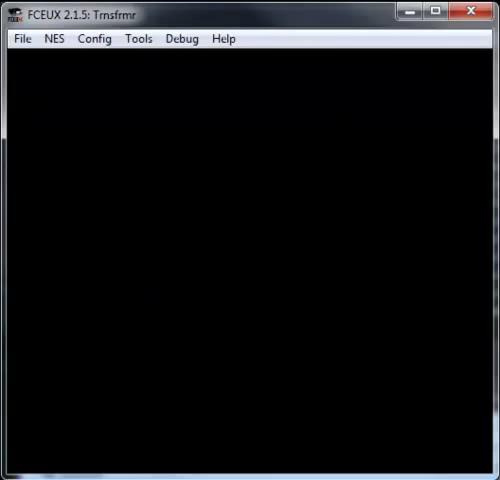 FCEUX 2.1.5: Trnsfrmr
File NES Config Tools Debug Help